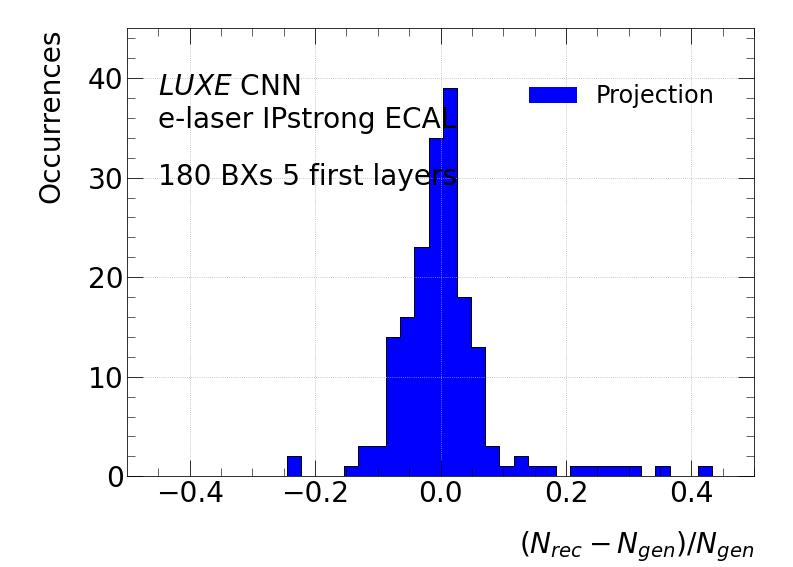 Occurrences
40
30
20
10
0
LUXE CNN
e-laser IPstrong ECAL
180 BXs 5 first layers
Projection
−0.4 −0.2 0.0 0.2 0.4
(N_rec − N_gen)/N_gen